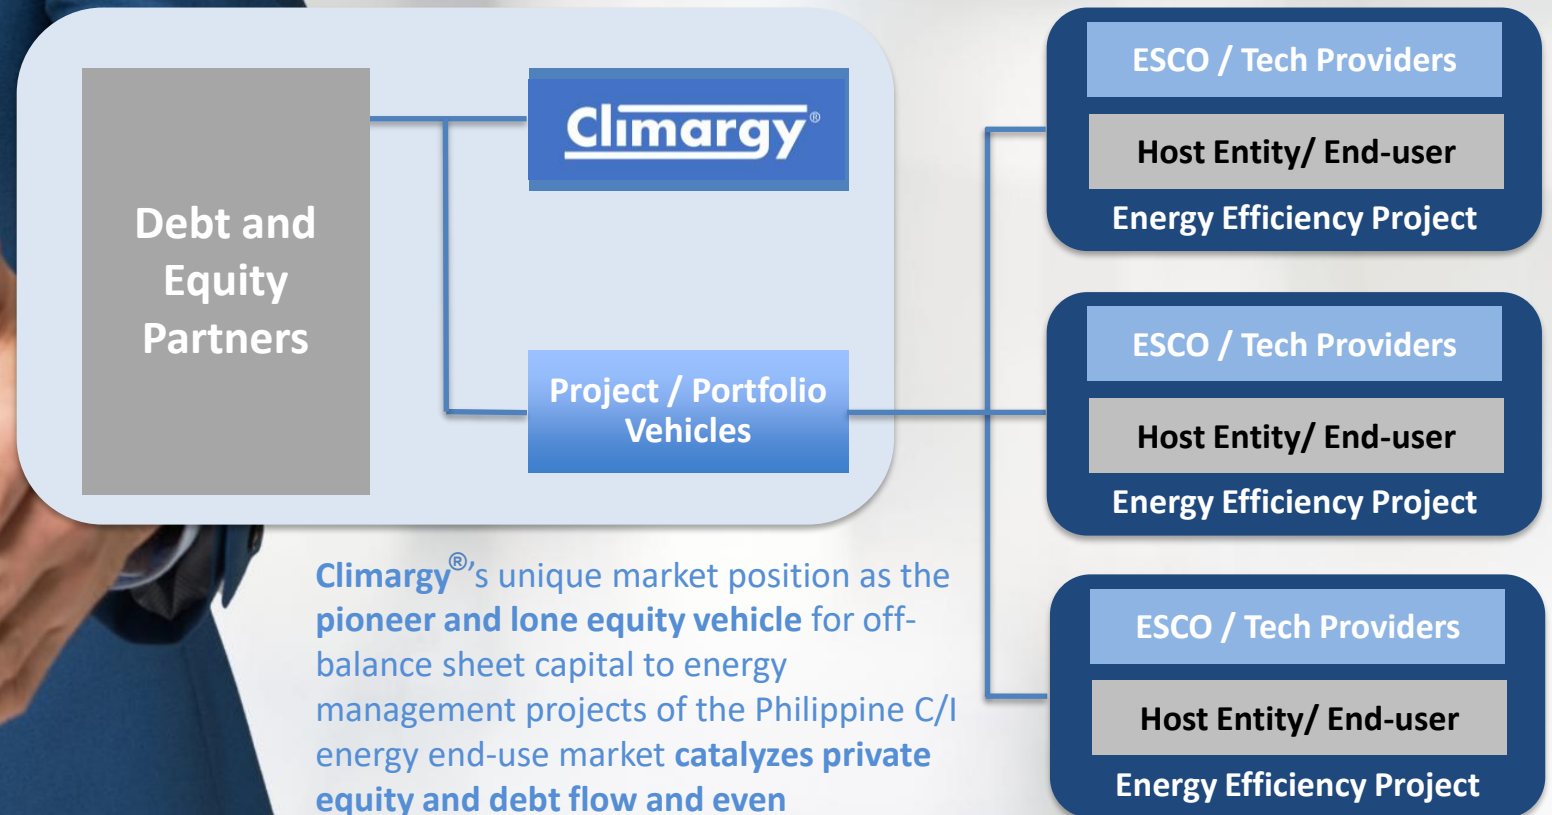 Debt and
Equity
Partners
Climargy®
Project / Portfolio
Vehicles
ESCO / Tech Providers
Host Entity/ End-user
Energy Efficiency Project
ESCO / Tech Providers
Host Entity/ End-user
Energy Efficiency Project
ESCO / Tech Providers
Host Entity/ End-user
Energy Efficiency Project
Climargy®’s unique market position as the
pioneer and lone equity vehicle for off-
balance sheet capital to energy
management projects of the Philippine C/I
energy end-use market catalyzes private
equity and debt flow and even